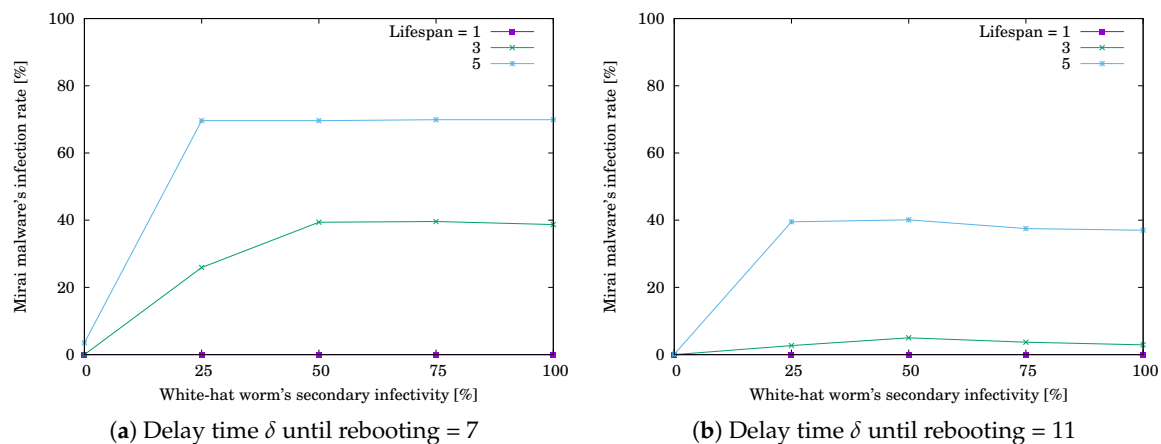 100
80
60
40
20
0
Mirai malware's infection rate [%]
Lifespan = 1
3
5
0 25 50 75 100
White-hat worm's secondary infectivity [%]
(a) Delay time δ until rebooting = 7
100
80
60
40
20
0
Mirai malware's infection rate [%]
Lifespan = 1
3
5
0 25 50 75 100
White-hat worm's secondary infectivity [%]
(b) Delay time δ until rebooting = 11